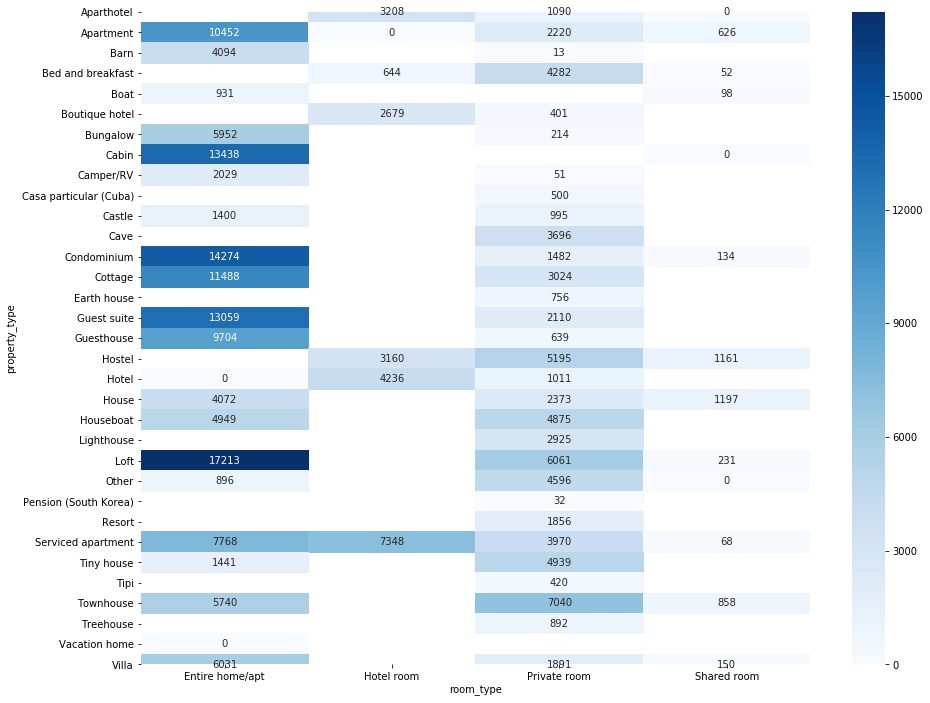 Aparthotel 3208 1090 0
Apartment 10452 0 2220 626 15000
Barn 4094 13
Bed and breakfast 644 4282 52
Boat 931 98
Boutique hotel 2679 401
Bungalow 5952 214
Cabin 13438 0
Camper/RV 2029 51
Casa particular (Cuba) 500 12000
Castle 1400 995
Cave 3696
Condominium 14274 1482 134
Cottage 11488 3024
Earth house 756
Guest suite 13059 2110 9000
Guesthouse 9704 639
property_type
Hostel 3160 5195 1161
Hotel 0 4236 1011
House 4072 2373 1197
Houseboat 4949 4875
Lighthouse 2925 6000
Loft 17213 6061 231
Other 896 4596 0
Pension (South Korea) 32
Resort 1856
Serviced apartment 7768 7348 3970 68 3000
Tiny house 1441 4939
Tipi 420
Townhouse 5740 7040 858
Treehouse 892
Vacation home 0
Villa 6031 1891 150 0
Entire home/apt Hotel room Private room Shared room
room_type